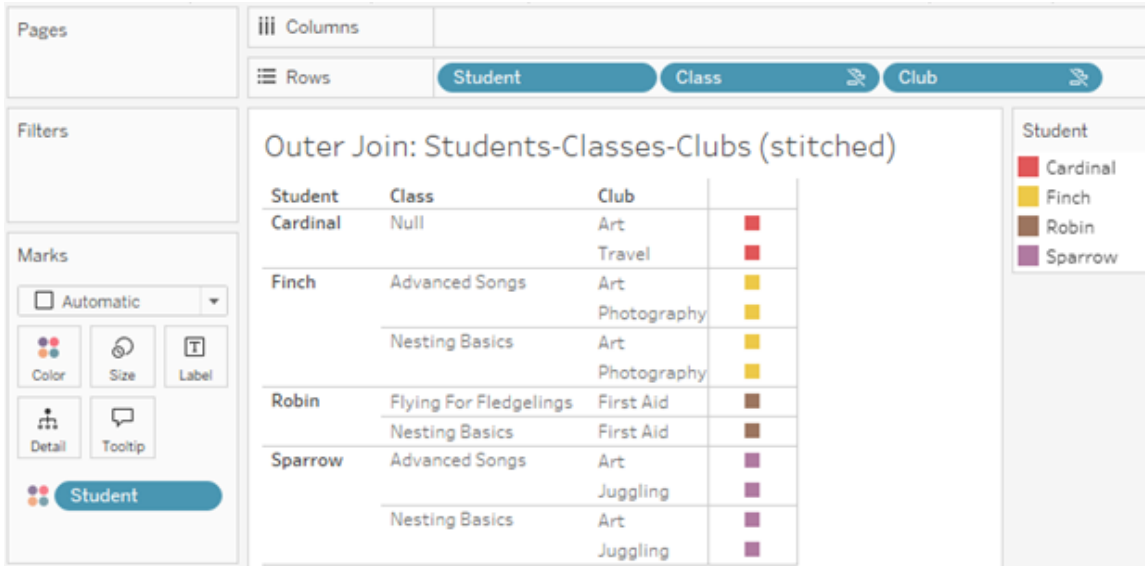 Pages
iii Columns
Rows Student Class Club
Filters
Outer Join: Students-Classes-Clubs (stitched)
Student Class Club
Cardinal Null Art
Travel
Finch Advanced Songs Art
Photography
Nesting Basics Art
Photography
Robin Flying For Fledgelings First Aid
Nesting Basics First Aid
Sparrow Advanced Songs Art
Juggling
Nesting Basics Art
Juggling
Student
Cardinal
Finch
Robin
Sparrow
Marks
Automatic
Color Size Label
T
Detail Tooltip
Student